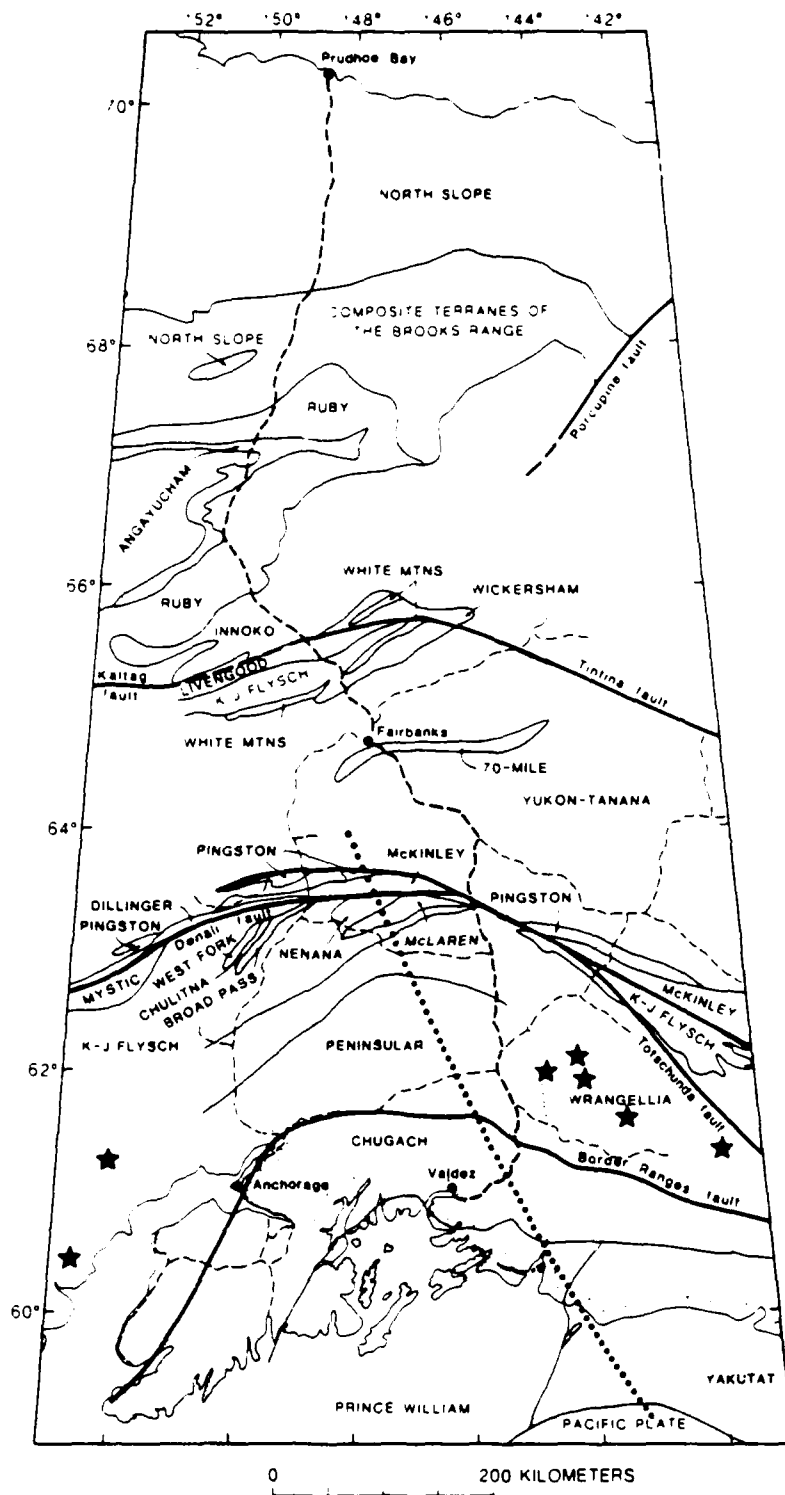 152° 150° 148° 146° 144° 142°
Prudhoe Bay
70°
NORTH SLOPE
COMPOSITE TERRANES OF
THE BROOKS RANGE
NORTH SLOPE
68°
Porcupine fault
RUBY
ANGAYUCHAM
66°
WHITE MTNS
WICKERSHAM
RUBY
INNOKO
Kaltag
fault
LIVENGOOD
K-J FLYSCH
Tintina fault
WHITE MTNS
Fairbanks
70-MILE
YUKON-TANANA
64°
PINGSTON
McKINLEY
DILLINGER
PINGSTON
PINGSTON
Denali fault
WEST FORK
NENANA
McLAREN
MYSTIC
CHULITNA
BROAD PASS
McKINLEY
K-J FLYSCH
K-J FLYSCH
PENINSULAR
62°
Totschunda fault
WRANGELLIA
CHUGACH
Border Ranges fault
Anchorage
Valdez
60°
YAKUTAT
PRINCE WILLIAM
PACIFIC PLATE
0 200 KILOMETERS